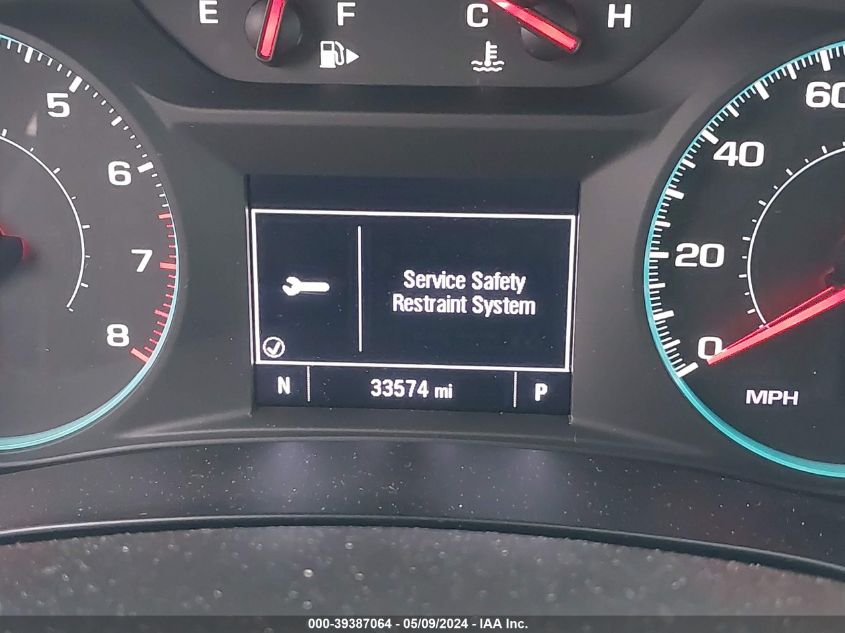 E F C H
5
6
7
8
60
40
20
0
MPH
Service Safety
Restraint System
N 33574 mi P
000-39387064 - 05/09/2024 - IAA Inc.